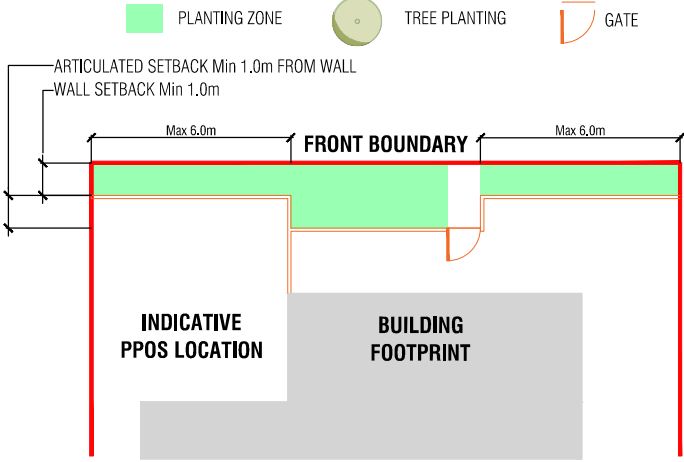 PLANTING ZONE
TREE PLANTING
GATE
ARTICULATED SETBACK Min 1.0m FROM WALL
WALL SETBACK Min 1.0m
Max 6.0m
FRONT BOUNDARY
Max 6.0m
INDICATIVE
PPOS LOCATION
BUILDING
FOOTPRINT